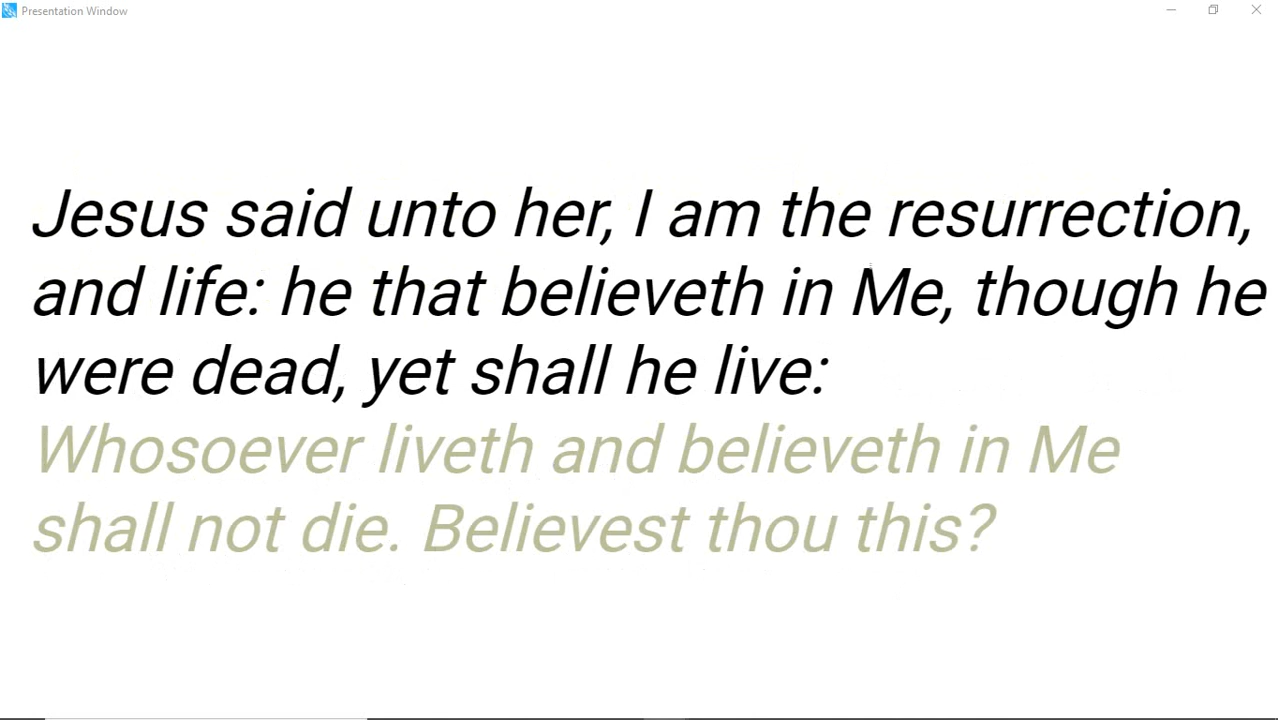 Presentation Window
Jesus said unto her, I am the resurrection,
and life: he that believeth in Me, though he
were dead, yet shall he live:
Whosoever liveth and believeth in Me
shall not die. Believest thou this?